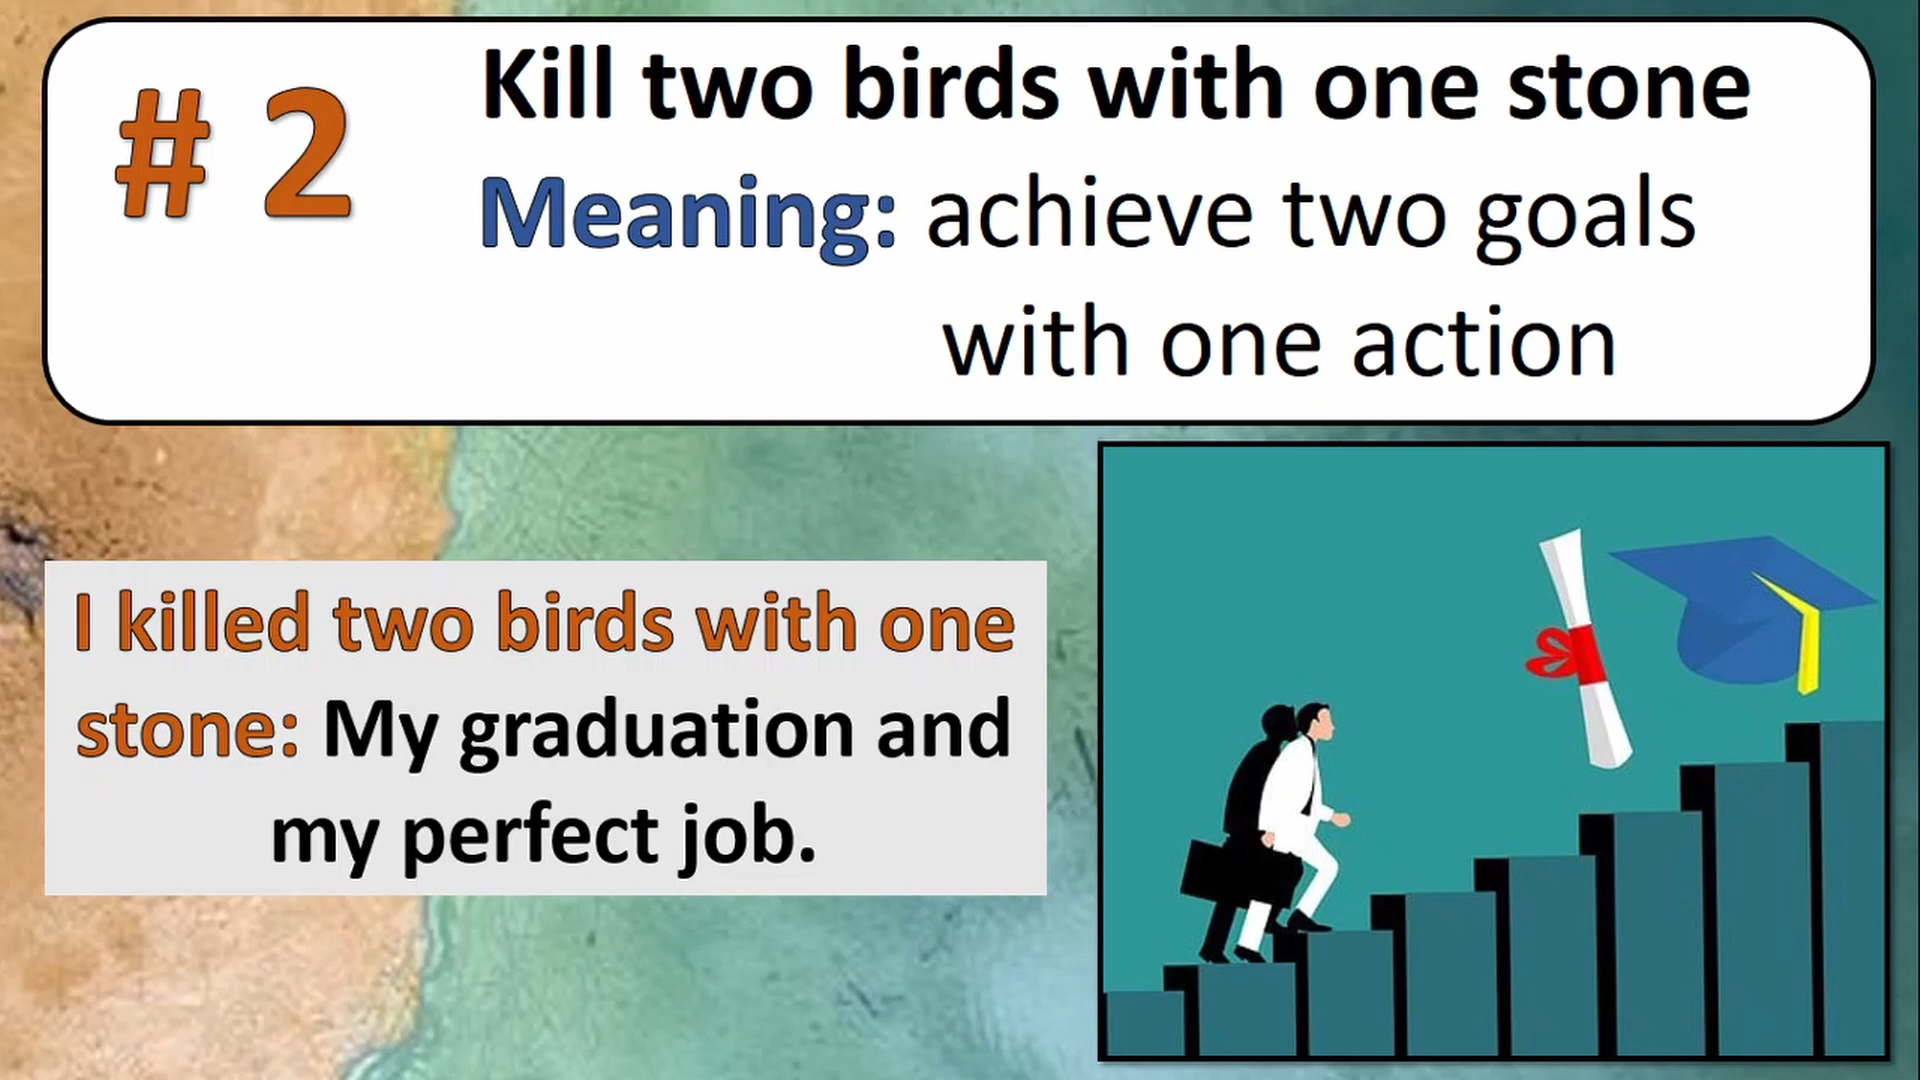 # 2
Kill two birds with one stone
Meaning: achieve two goals
with one action
I killed two birds with one
stone: My graduation and
my perfect job.